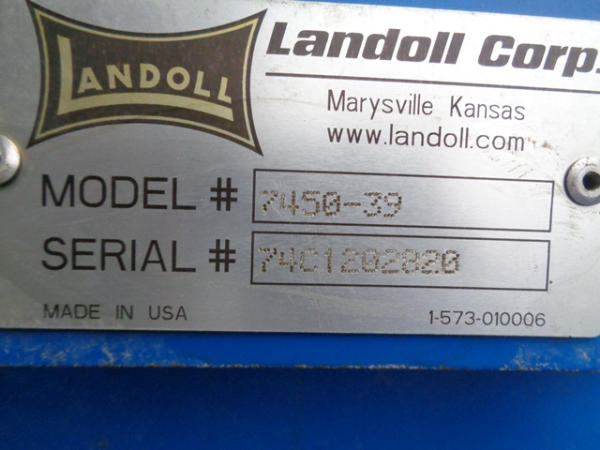 LANDOLL
Landoll Corp.
Marysville Kansas
www.landoll.com
MODEL # 7450-39
SERIAL # 74C1202820
MADE IN USA 1-573-010006